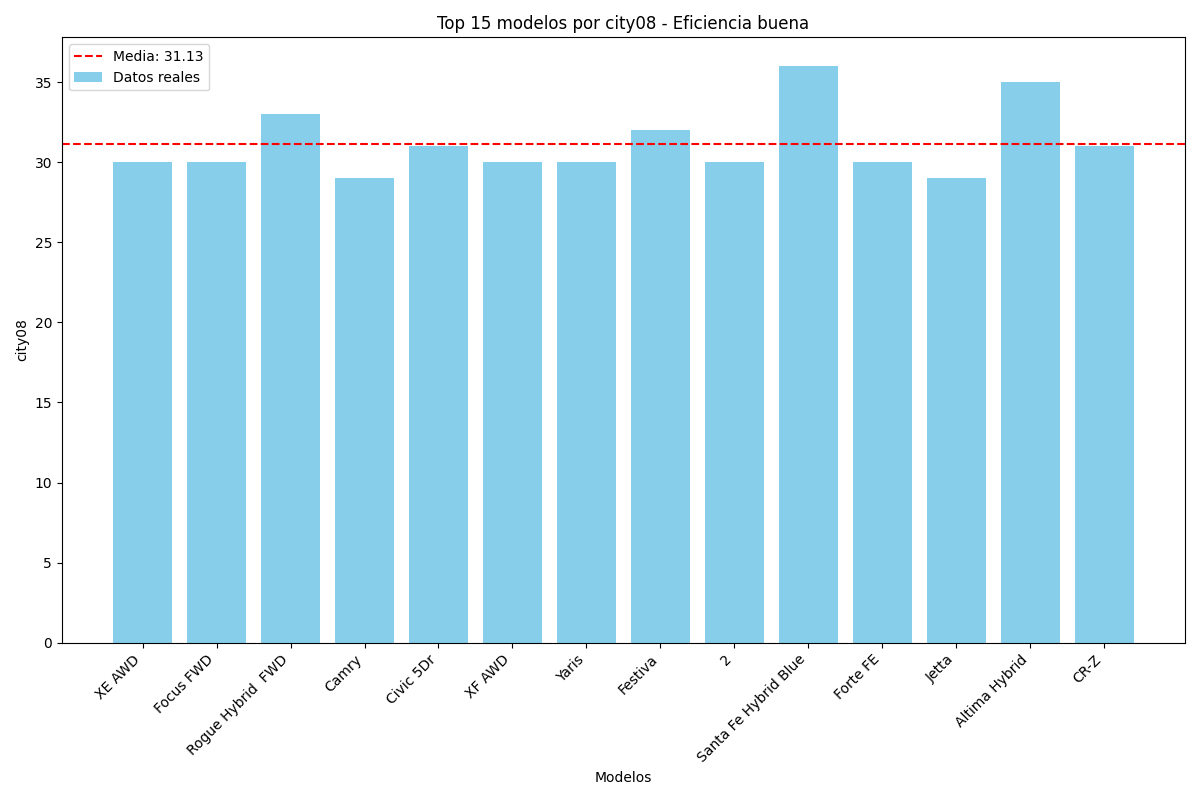 Top 15 modelos por city08 - Eficiencia buena
Media: 31.13
Datos reales
city08
35
30
25
20
15
10
5
0
XE AWD
Focus FWD
Rogue Hybrid  FWD
Camry
Civic 5Dr
XF AWD
Yaris
Festiva
2
Santa Fe Hybrid Blue
Forte FE
Jetta
Altima Hybrid
CR-Z
Modelos